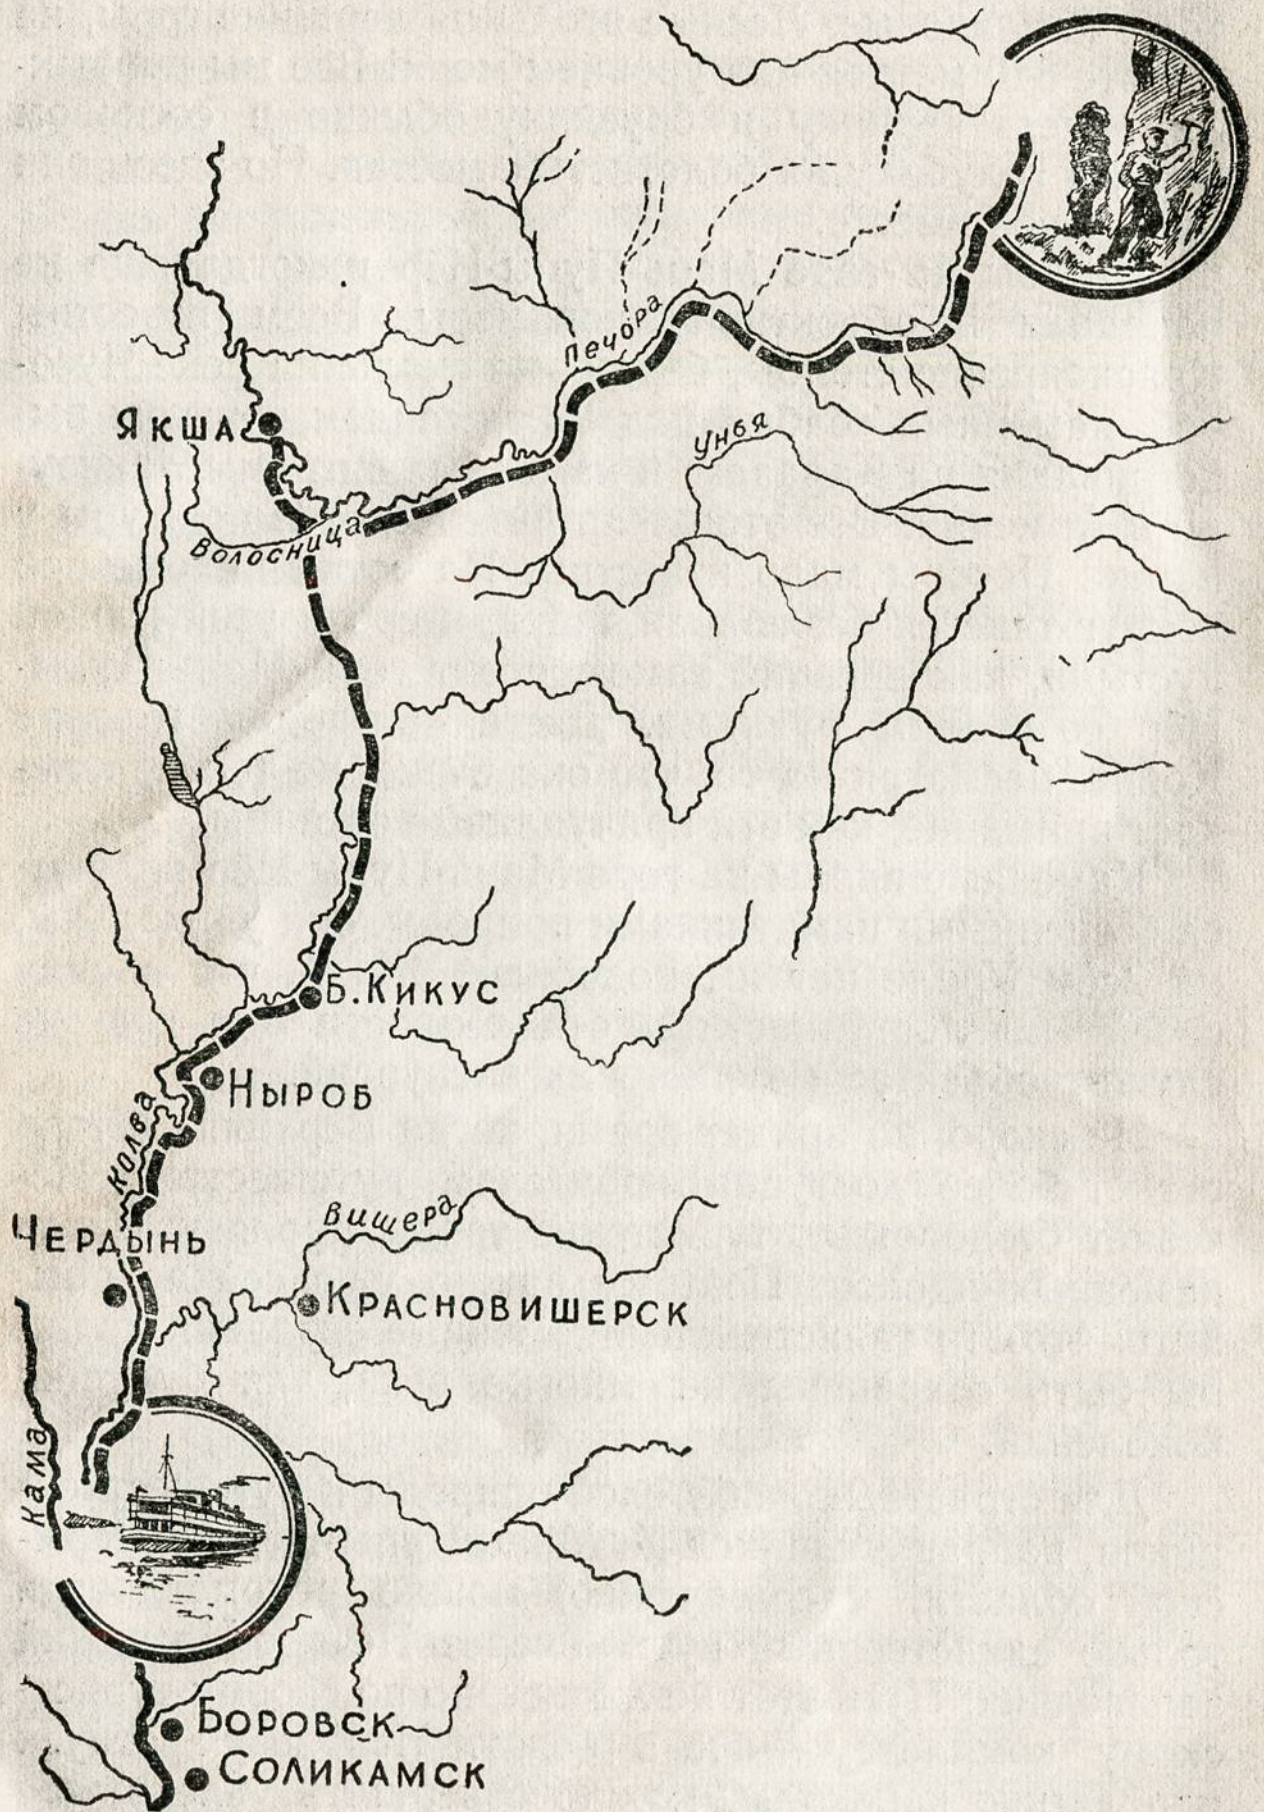 Печора
Якша
Унья
Волосница
Б. Кикус
Ныроб
Колва
Вишера
Чердынь
Красновишерск
Кама
Боровск
Соликамск